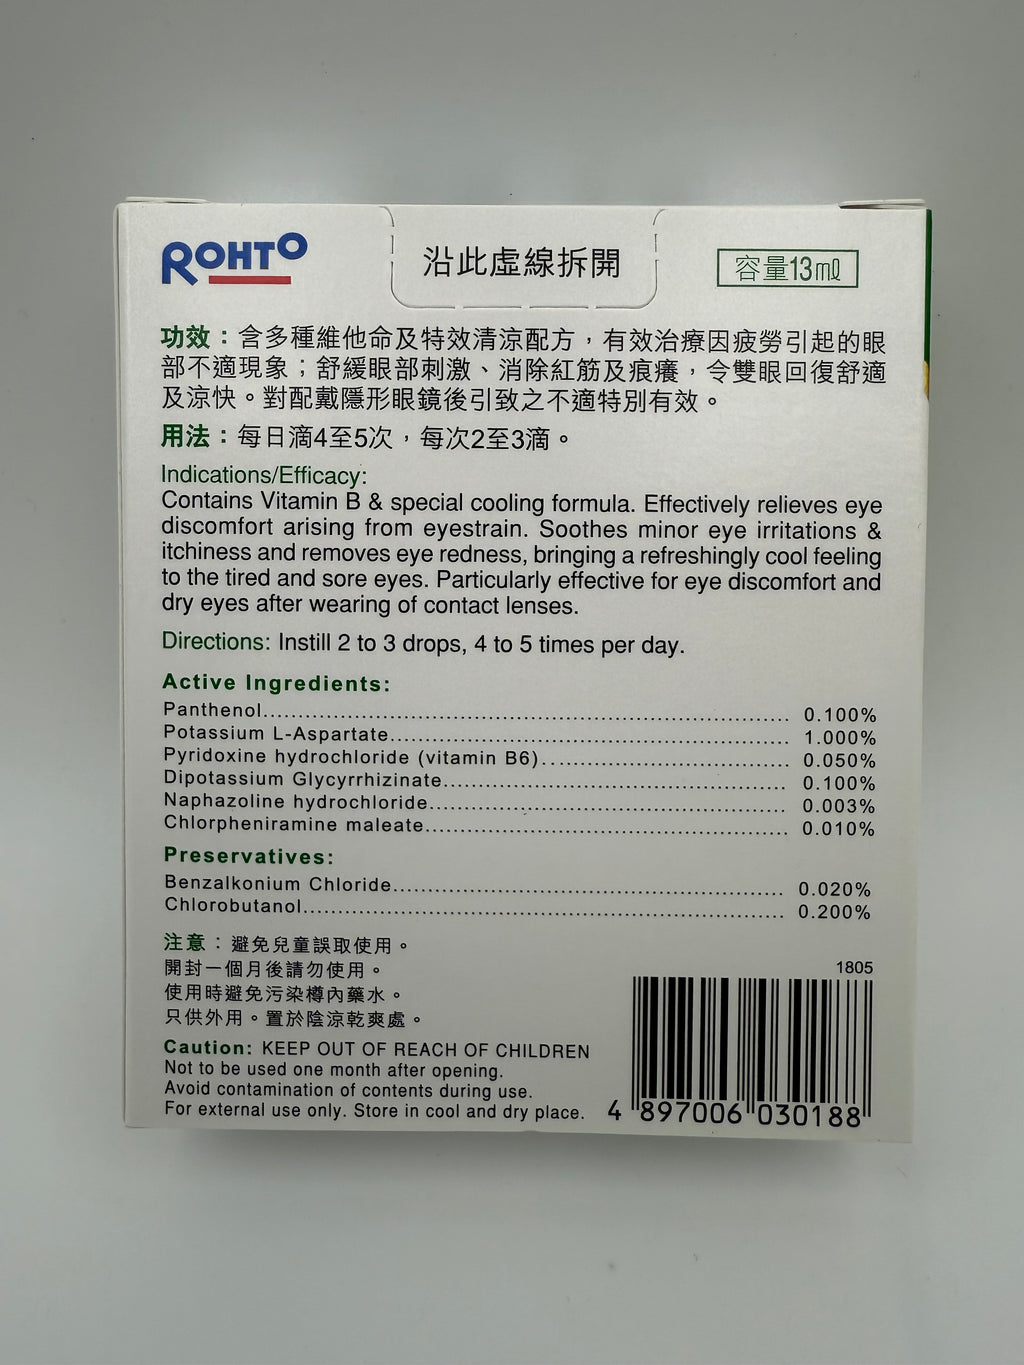 ROHTO
沿此虛線拆開
容量13ml
功效：含多種維他命及特效清涼配方，有效治療因疲勞引起的眼
部不適現象；舒緩眼部刺激、消除紅筋及痕癢，令雙眼回復舒適
及涼快。對配戴隱形眼鏡後引致之不適特別有效。
用法：每日滴4至5次，每次2至3滴。
Indications/Efficacy:
Contains Vitamin B & special cooling formula. Effectively relieves eye
discomfort arising from eyestrain. Soothes minor eye irritations &
itchiness and removes eye redness, bringing a refreshingly cool feeling
to the tired and sore eyes. Particularly effective for eye discomfort and
dry eyes after wearing of contact lenses.
Directions: Instill 2 to 3 drops, 4 to 5 times per day.
Active Ingredients:
Panthenol.......................................................................... 0.100%
Potassium L-Aspartate......................................................... 1.000%
Pyridoxine hydrochloride (vitamin B6)................................... 0.050%
Dipotassium Glycyrrhizinate................................................. 0.100%
Naphazoline hydrochloride................................................... 0.003%
Chlorpheniramine maleate.................................................... 0.010%
Preservatives:
Benzalkonium Chloride........................................................ 0.020%
Chlorobutanol..................................................................... 0.200%
注意：避免兒童誤取使用。
開封一個月後請勿使用。
使用時避免污染樽內藥水。
只供外用。置於陰涼乾爽處。
Caution: KEEP OUT OF REACH OF CHILDREN
Not to be used one month after opening.
Avoid contamination of contents during use.
For external use only. Store in cool and dry place.
1805
4 897006 030188